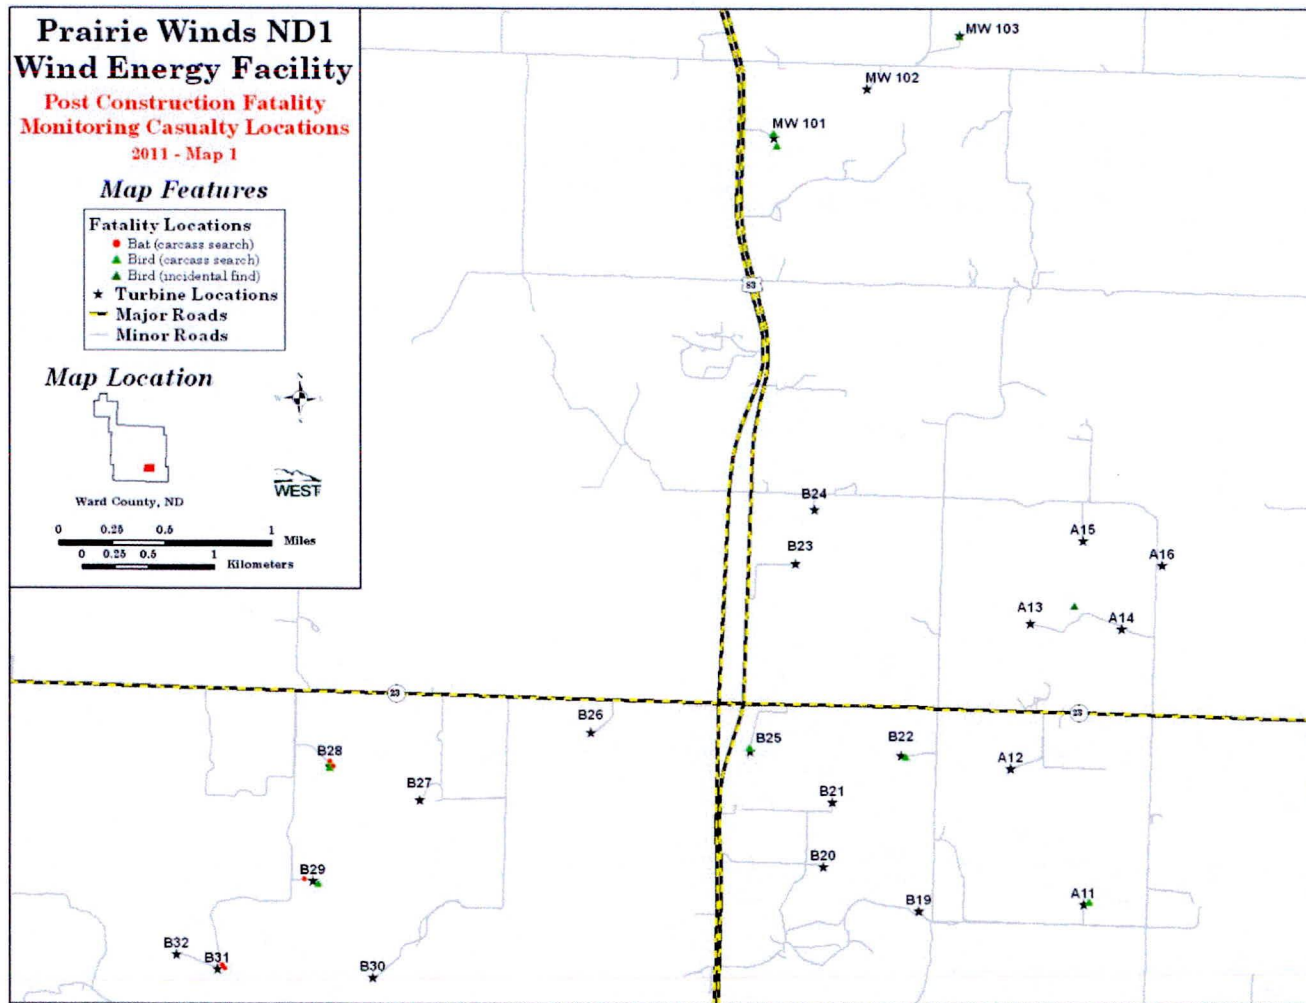 Prairie Winds ND1
Wind Energy Facility
Post Construction Fatality
Monitoring Casualty Locations
2011 - Map 1
Map Features
Fatality Locations
Bat (carcass search)
Bird (carcass search)
Bird (incidental find)
Turbine Locations
Major Roads
Minor Roads
Map Location
N
W
E
S
WEST
Ward County, ND
0 0.25 0.5 1 Miles
0 0.25 0.5 1
Kilometers
MW 103
MW 102
MW 101
83
B24
B23
A15
A16
A13
A14
23
23
B26
B25
B22
A12
B28
B27
B21
B20
B29
B19
A11
B32
B31
B30